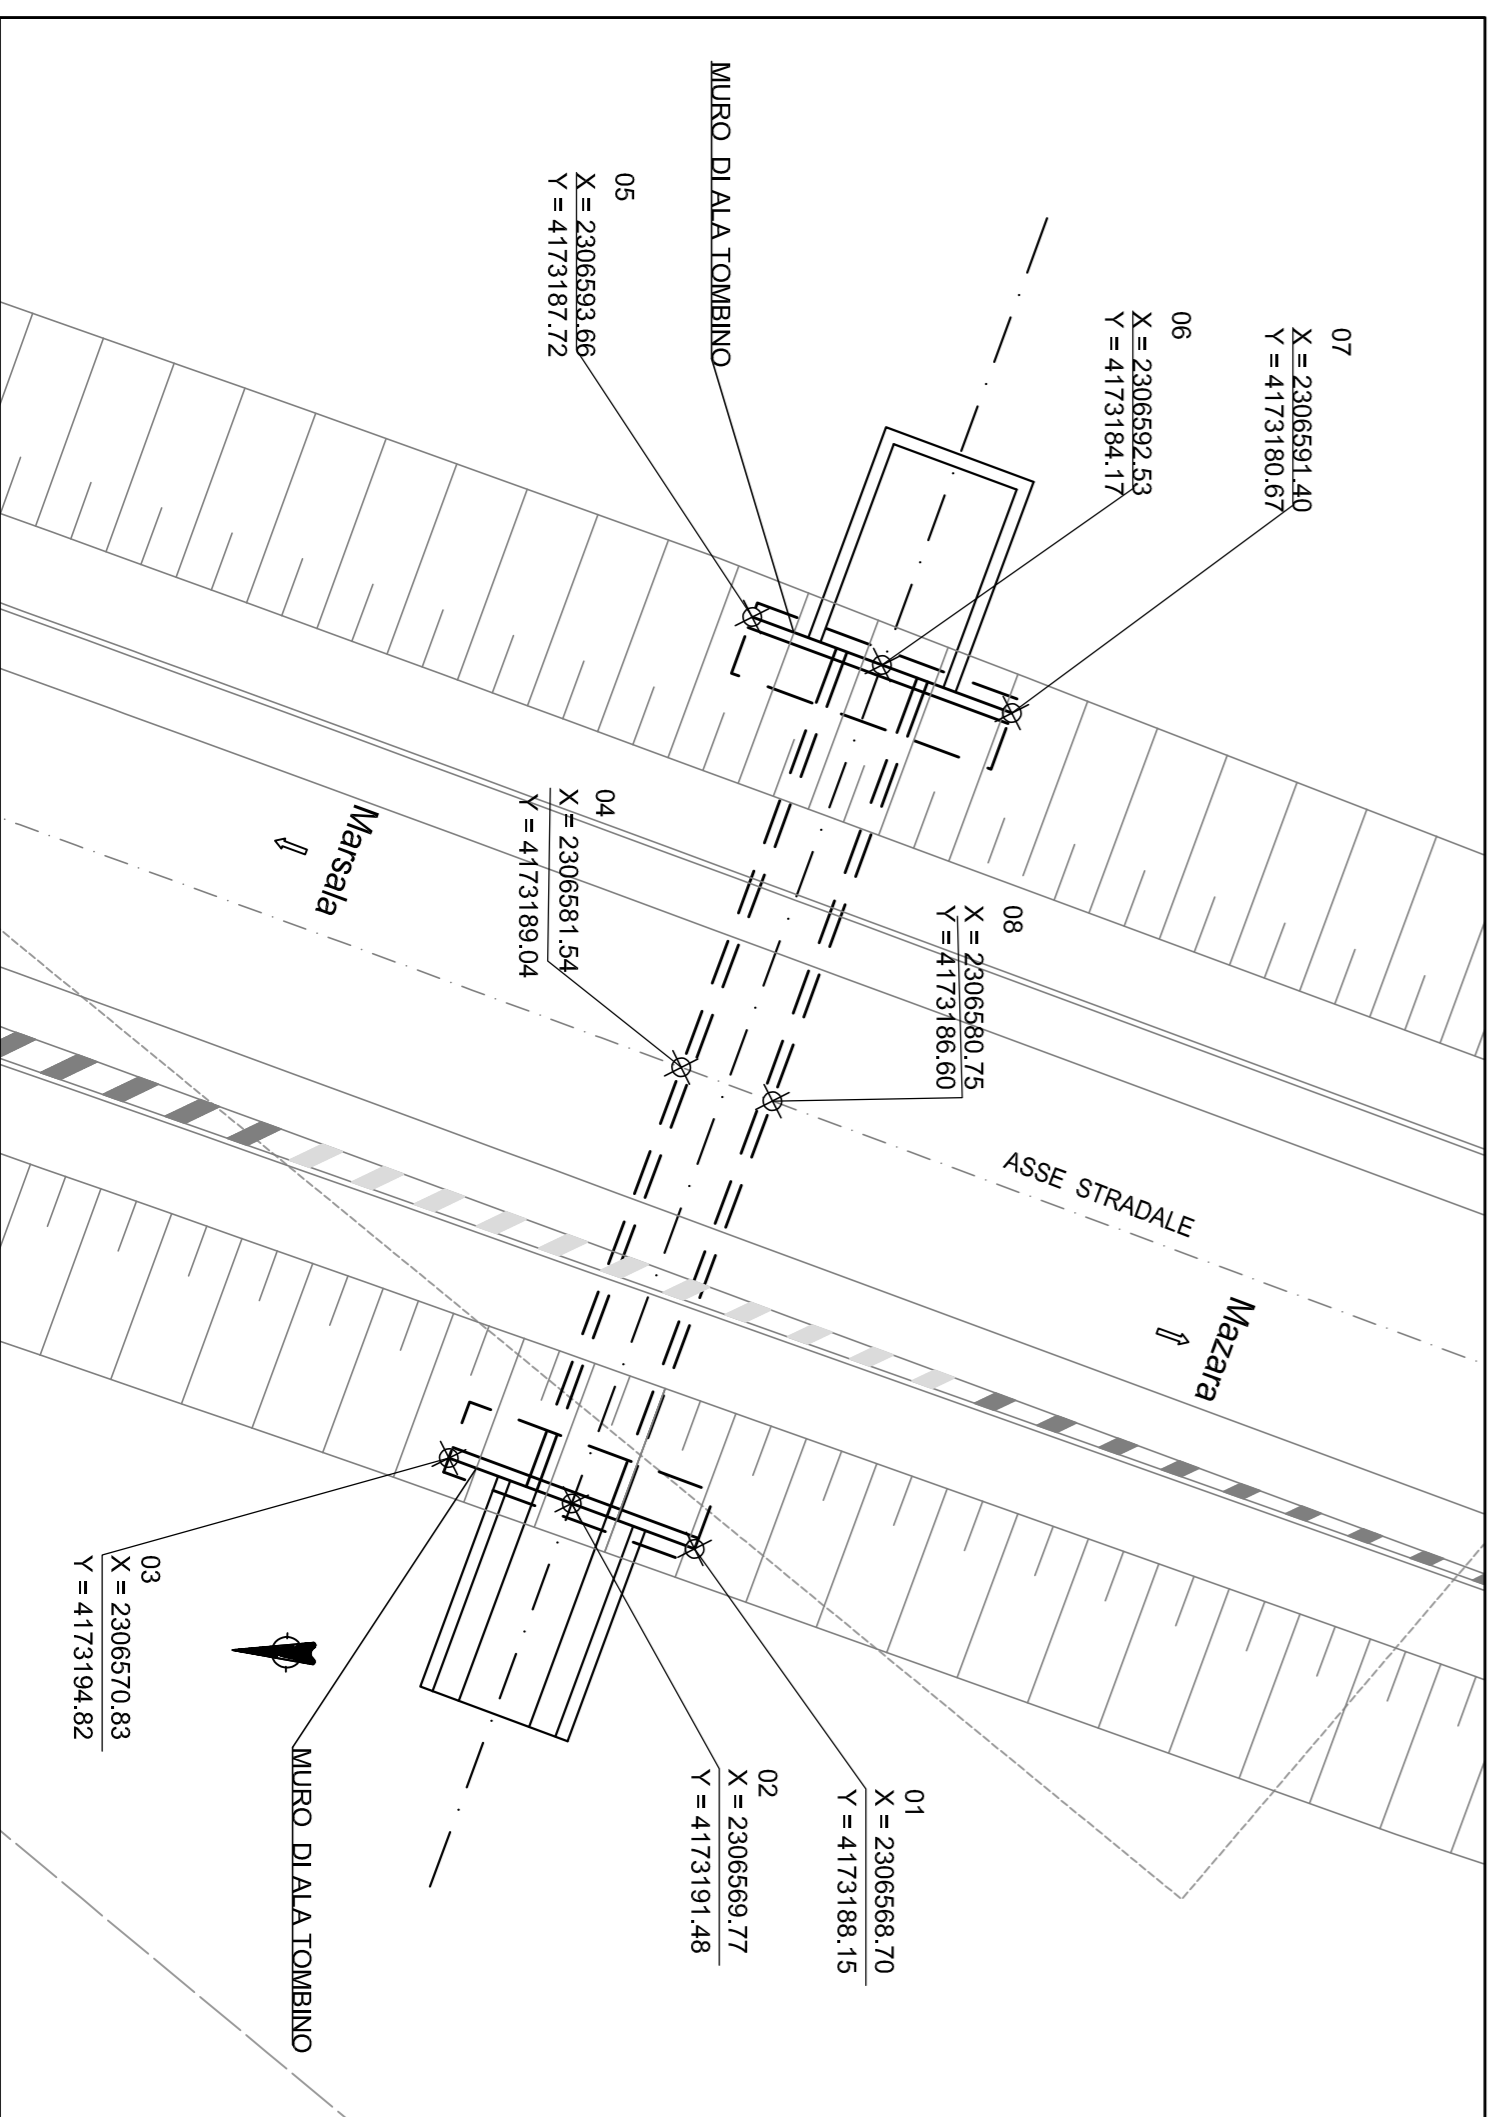 07
X = 2306591.40
Y = 4173180.67
06
X = 2306592.53
Y = 4173184.17
MURO DI ALA TOMBINO
05
X = 2306593.66
Y = 4173187.72
08
X = 2306580.75
Y = 4173186.60
04
X = 2306581.54
Y = 4173189.04
Marsala
ASSE STRADALE
Mazara
01
X = 2306568.70
Y = 4173188.15
02
X = 2306569.77
Y = 4173191.48
MURO DI ALA TOMBINO
03
X = 2306570.83
Y = 4173194.82